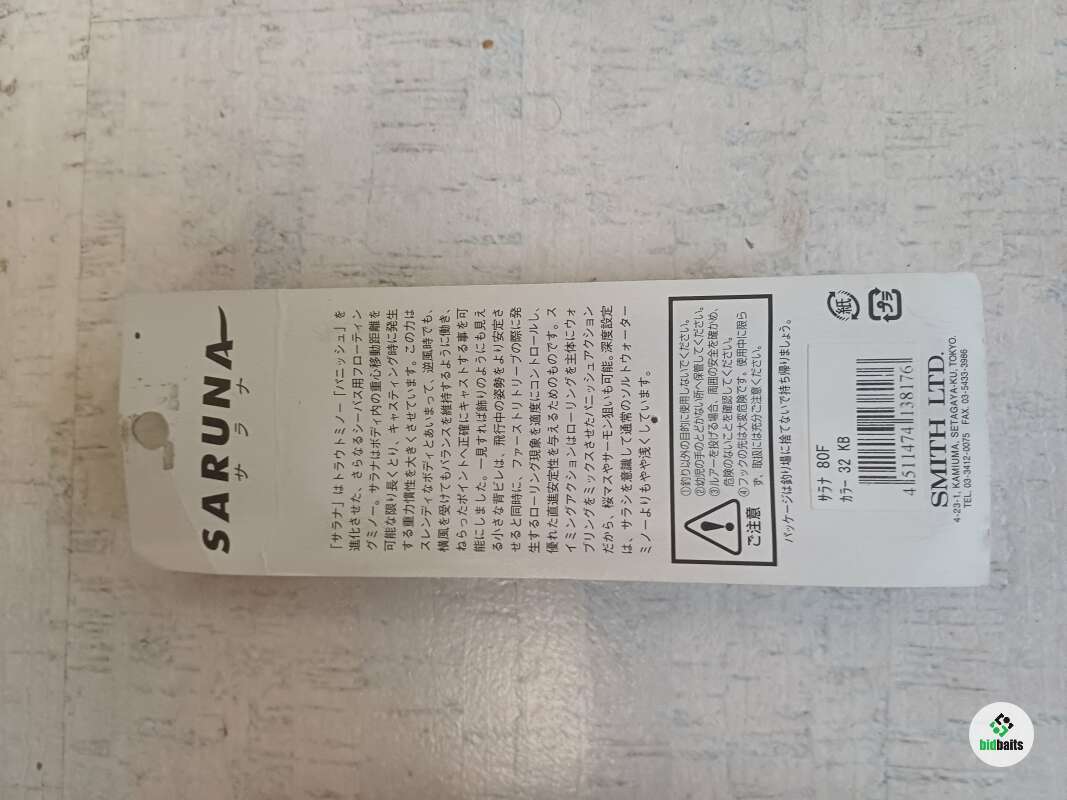 SARUNA
サラナ
「サラナ」はトラウトミノー「パニッシュ」を
進化させた、さらなるシーバス用フローティン
グミノー。サラナはボディ内の重心移動距離を
可能な限り長くとり、キャスティング時に発生
する重力慣性を大きくさせています。この力は
スレンディなボディとあいまって、逆風時でも、
横風を受けてもバランスを維持するように働き、
ねらったポイントへ正確にキャストする事を可
能にしました。一見すれば飾りのようにも見え
る小さな背ビレは、飛行中の姿勢をより安定さ
せると同時に、ファーストリトリーブの際に発
生するローリング現象を適度にコントロールし、
優れた直進安定性を与えるためのものです。ス
イミングアクションはローリングを主体にウォ
ブリングをミックスさせたパニッシュアクション
だから、桜マスやサーモン狙いも可能。深度設定
は、サラシを意識して通常のソルトウォーター
ミノーよりもやや浅くしています。
ご注意
①釣り以外の目的に使用しないでください。
②幼児の手のとどかない所へ保管してください。
③ルアーを投げる場合、周囲の安全を確かめ、
危険のないことを確認してください。
④フックの先は大変危険です。使用中に限ら
ず、取扱には充分ご注意ください。
パッケージは釣り場に捨てないで持ち帰りましょう。
サラナ 80F
カラー 32 KB
4511474138176
紙
プラ
SMITH LTD.
4-23-1, KAMIUMA, SETAGAYA-KU, TOKYO.
TEL. 03-3412-0075 FAX. 03-5433-3986
bidbaits